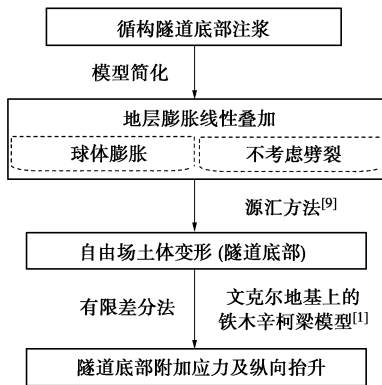 循构隧道底部注浆
模型简化
地层膨胀线性叠加
球体膨胀
不考虑劈裂
源汇方法[9]
自由场土体变形 (隧道底部)
有限差分法
文克尔地基上的
铁木辛柯梁模型[1]
隧道底部附加应力及纵向抬升